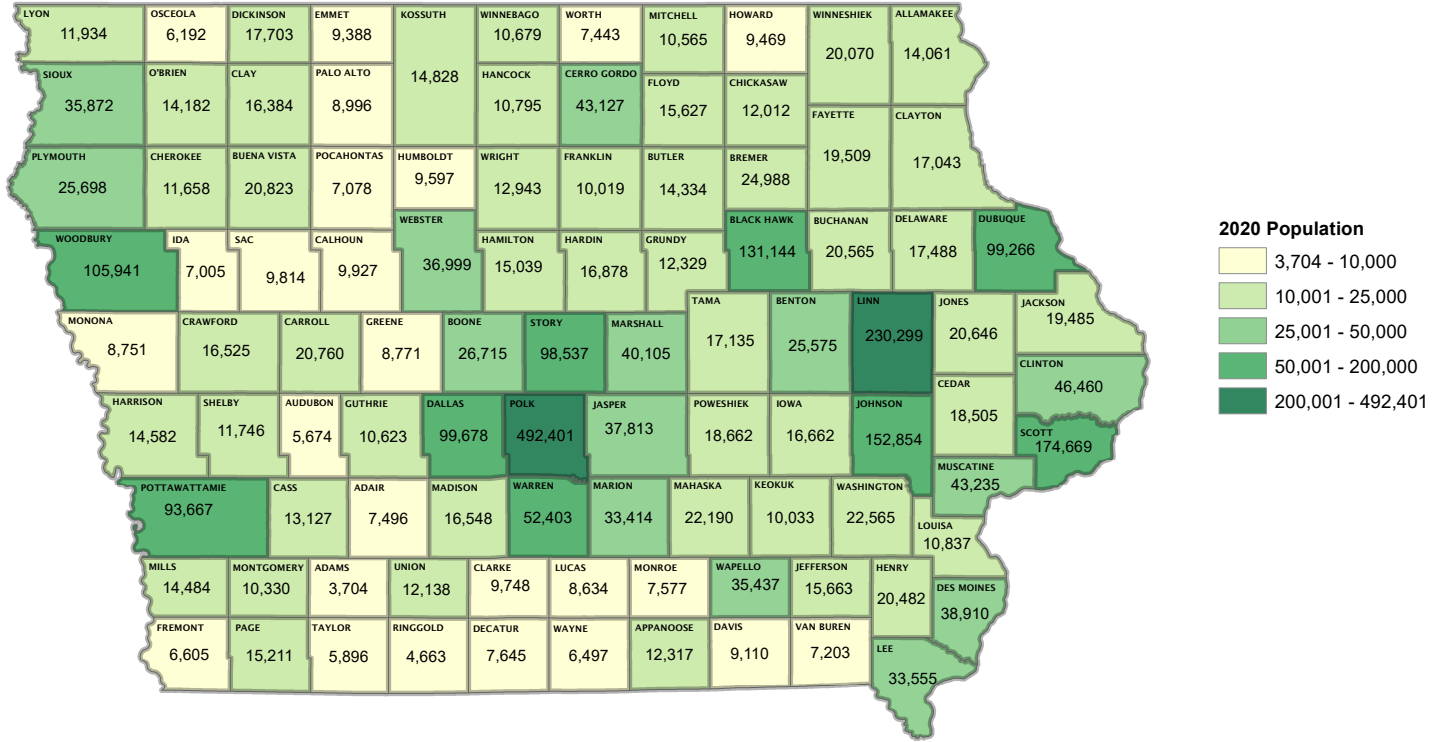 LYON
11,934
OSCEOLA
6,192
DICKINSON
17,703
EMMET
9,388
KOSSUTH
14,828
WINNEBAGO
10,679
WORTH
7,443
MITCHELL
10,565
HOWARD
9,469
WINNESHIEK
20,070
ALLAMAKEE
14,061
SIOUX
35,872
O'BRIEN
14,182
CLAY
16,384
PALO ALTO
8,996
HANCOCK
10,795
CERRO GORDO
43,127
FLOYD
15,627
CHICKASAW
12,012
FAYETTE
19,509
CLAYTON
17,043
PLYMOUTH
25,698
CHEROKEE
11,658
BUENA VISTA
20,823
POCAHONTAS
7,078
HUMBOLDT
9,597
WRIGHT
12,943
FRANKLIN
10,019
BUTLER
14,334
BREMER
24,988
WOODBURY
105,941
IDA
7,005
SAC
9,814
CALHOUN
9,927
WEBSTER
36,999
HAMILTON
15,039
HARDIN
16,878
GRUNDY
12,329
BLACK HAWK
131,144
BUCHANAN
20,565
DELAWARE
17,488
DUBUQUE
99,266
MONONA
8,751
CRAWFORD
16,525
CARROLL
20,760
GREENE
8,771
BOONE
26,715
STORY
98,537
MARSHALL
40,105
TAMA
17,135
BENTON
25,575
LINN
230,299
JONES
20,646
JACKSON
19,485
CLINTON
46,460
HARRISON
14,582
SHELBY
11,746
AUDUBON
5,674
GUTHRIE
10,623
DALLAS
99,678
POLK
492,401
JASPER
37,813
POWESHIEK
18,662
IOWA
16,662
JOHNSON
152,854
CEDAR
18,505
SCOTT
174,669
MUSCATINE
43,235
POTTAWATTAMIE
93,667
CASS
13,127
ADAIR
7,496
MADISON
16,548
WARREN
52,403
MARION
33,414
MAHASKA
22,190
KEOKUK
10,033
WASHINGTON
22,565
LOUISA
10,837
MILLS
14,484
MONTGOMERY
10,330
ADAMS
3,704
UNION
12,138
CLARKE
9,748
LUCAS
8,634
MONROE
7,577
WAPELLO
35,437
JEFFERSON
15,663
HENRY
20,482
DES MOINES
38,910
FREMONT
6,605
PAGE
15,211
TAYLOR
5,896
RINGGOLD
4,663
DECATUR
7,645
WAYNE
6,497
APPANOOSE
12,317
DAVIS
9,110
VAN BUREN
7,203
LEE
33,555
2020 Population
3,704 - 10,000
10,001 - 25,000
25,001 - 50,000
50,001 - 200,000
200,001 - 492,401